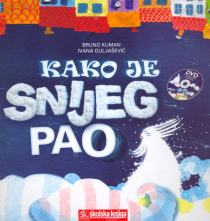 BRUNO KUMAN
IVANA GULJAŠEVIĆ
KAKO JE
SNIJEG
PAO
DVD
školska knjiga